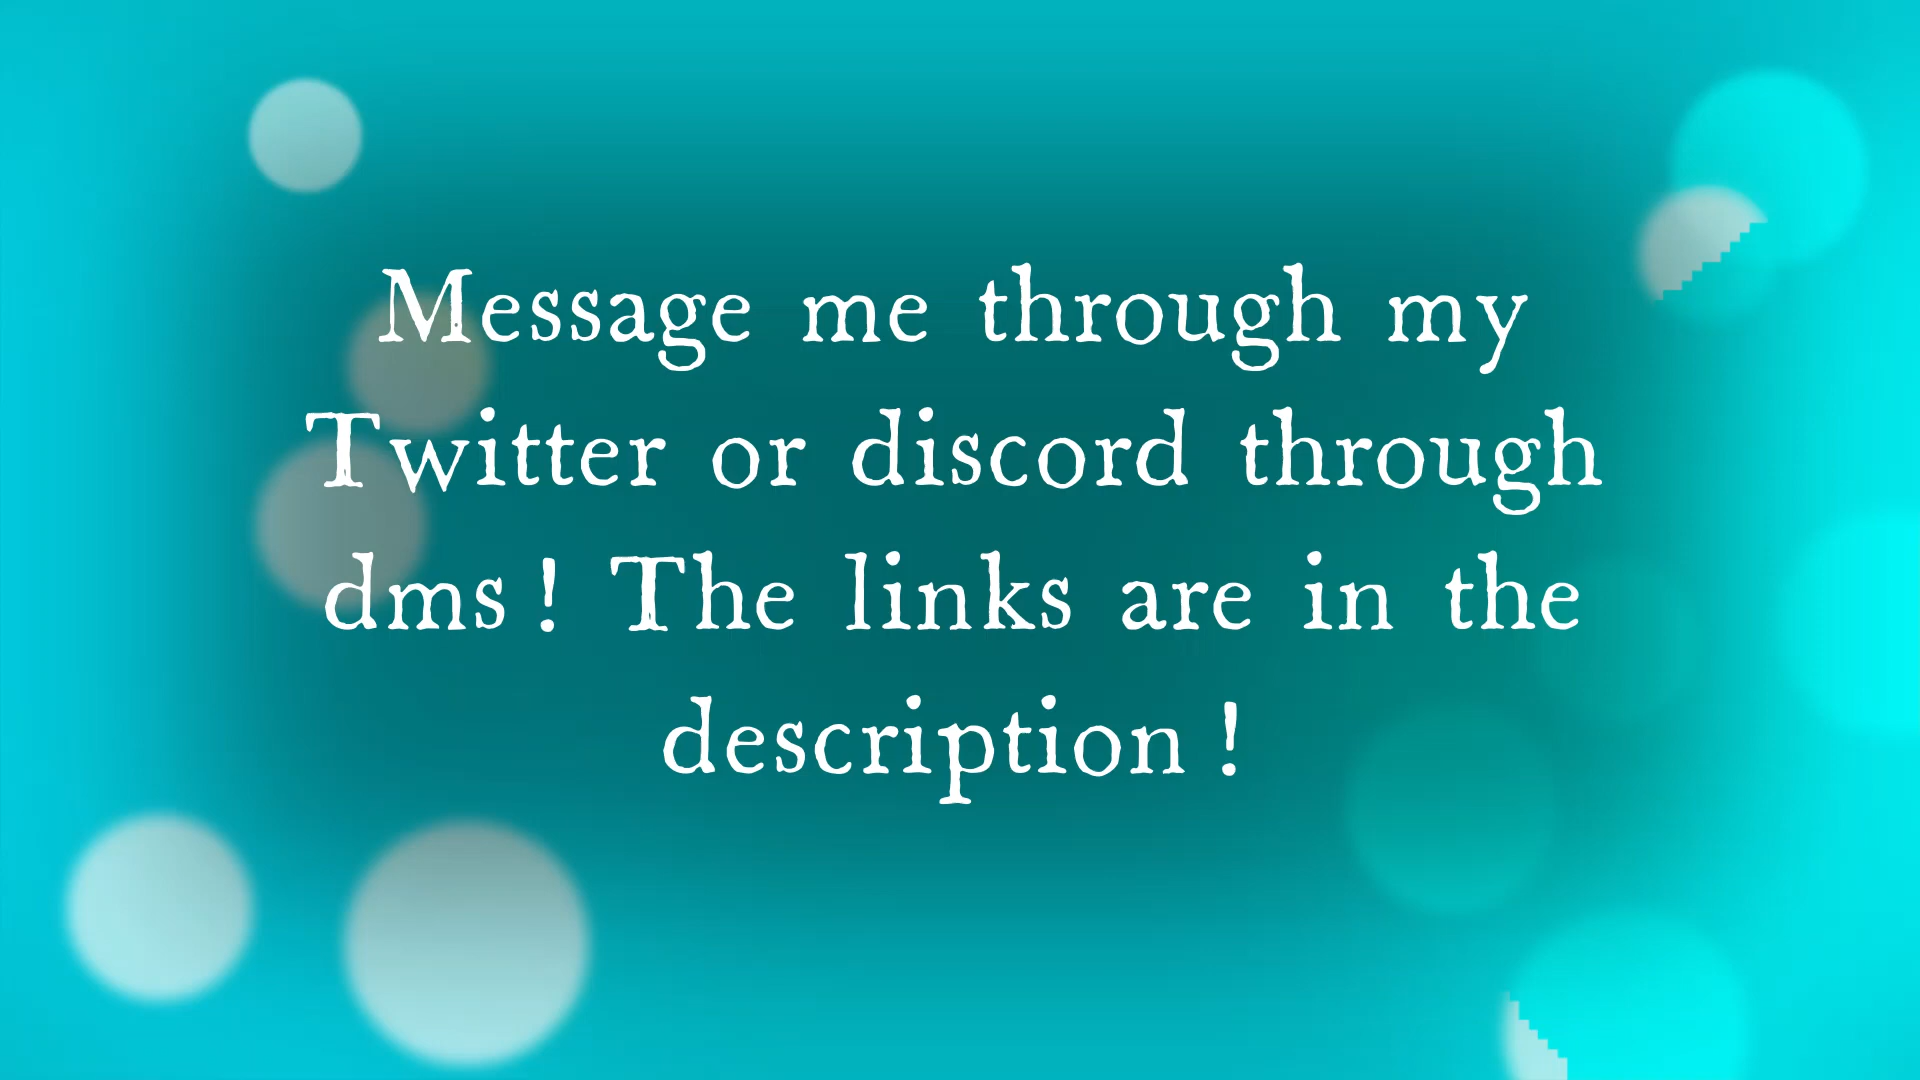 Message me through my
Twitter or discord through
dms! The links are in the
description!